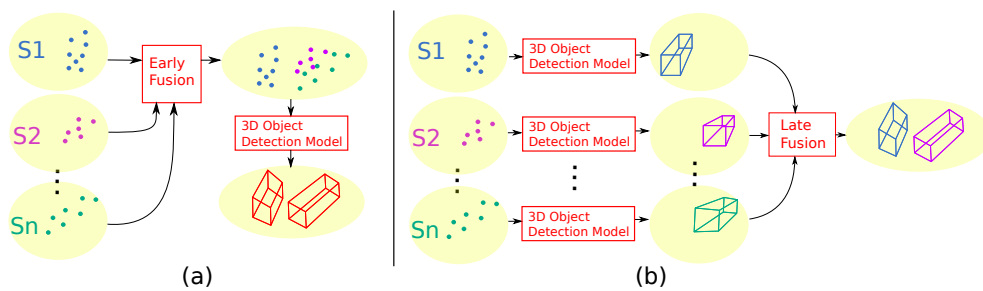 S1
S2
Sn
Early
Fusion
3D Object
Detection Model
(a)
S1
S2
Sn
3D Object
Detection Model
3D Object
Detection Model
3D Object
Detection Model
Late
Fusion
(b)